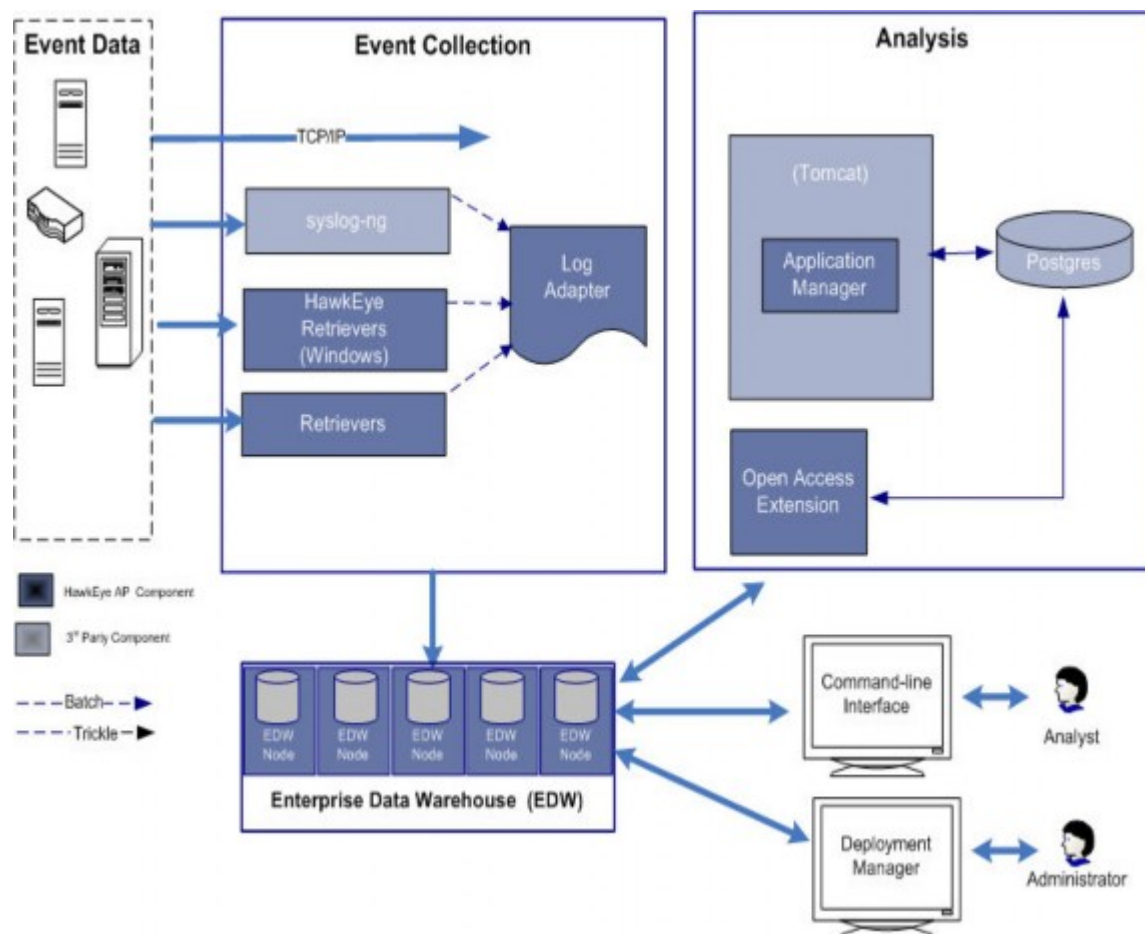 Event Data
Event Collection
Analysis
TCP/IP
syslog-ng
HawkEye
Retrievers
(Windows)
Retrievers
Log
Adapter
(Tomcat)
Application
Manager
Postgres
Open Access
Extension
HawkEye AP Component
3rd Party Component
Batch
Trickle
EDW
Node
EDW
Node
EDW
Node
EDW
Node
EDW
Node
Enterprise Data Warehouse (EDW)
Command-line
Interface
Analyst
Deployment
Manager
Administrator